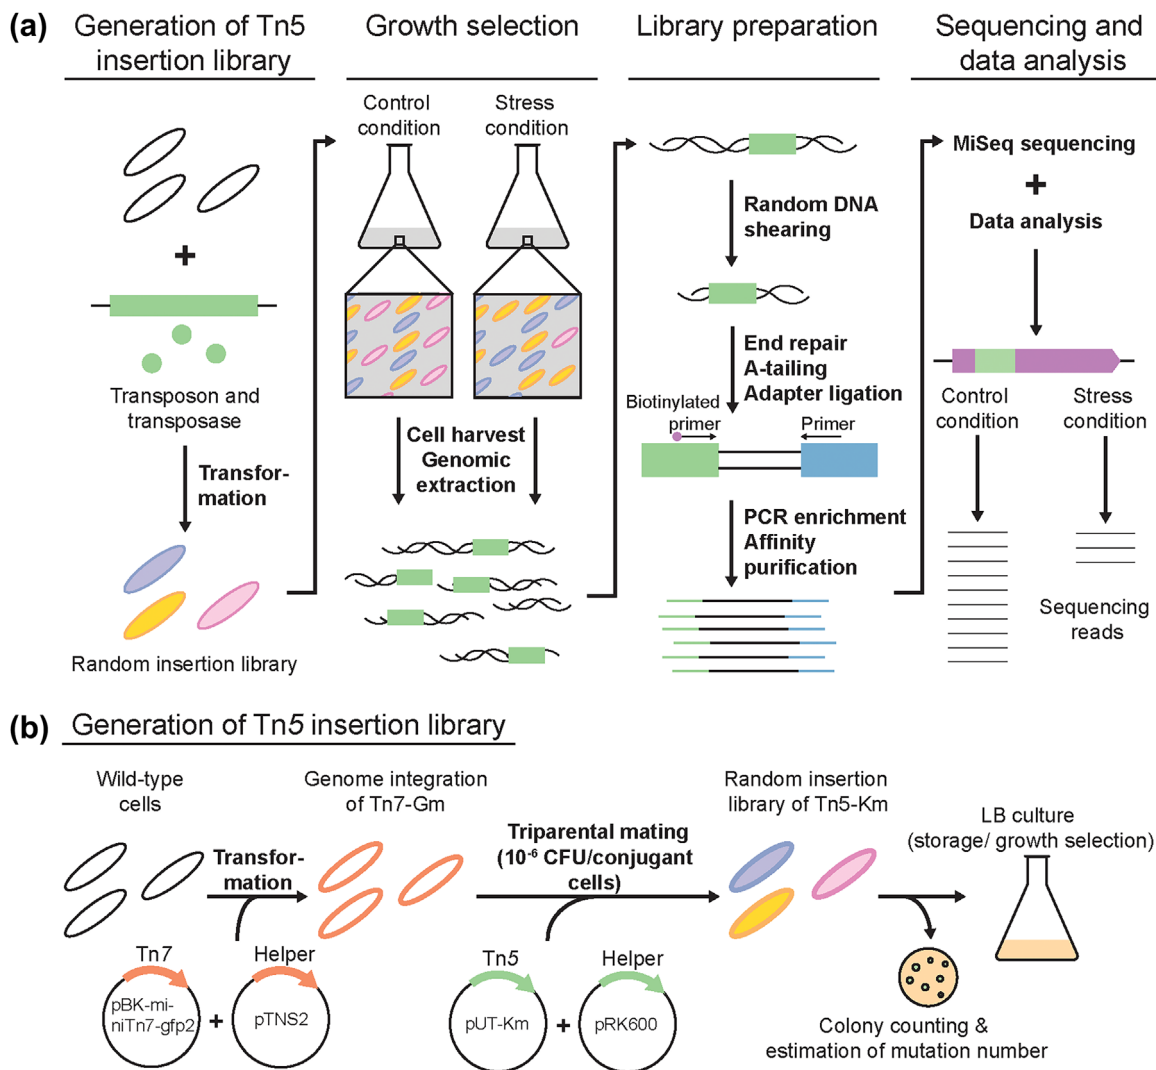 (a)
Generation of Tn5
insertion library
Growth selection
Library preparation
Sequencing and
data analysis
+
Transposon and
transposase
Transfor-
mation
Random insertion library
Control
condition
Stress
condition
Cell harvest
Genomic
extraction
Random DNA
shearing
End repair
A-tailing
Adapter ligation
Biotinylated
primer
Primer
PCR enrichment
Affinity
purification
MiSeq sequencing
+
Data analysis
Control
condition
Stress
condition
Sequencing
reads
(b)
Generation of Tn5 insertion library
Wild-type
cells
Transfor-
mation
Genome integration
of Tn7-Gm
Triparental mating
(10⁻⁶ CFU/conjugant
cells)
Random insertion
library of Tn5-Km
LB culture
(storage/ growth selection)
Tn7
pBK-mi-
niTn7-gfp2
+
Helper
pTNS2
Tn5
pUT-Km
+
Helper
pRK600
Colony counting &
estimation of mutation number